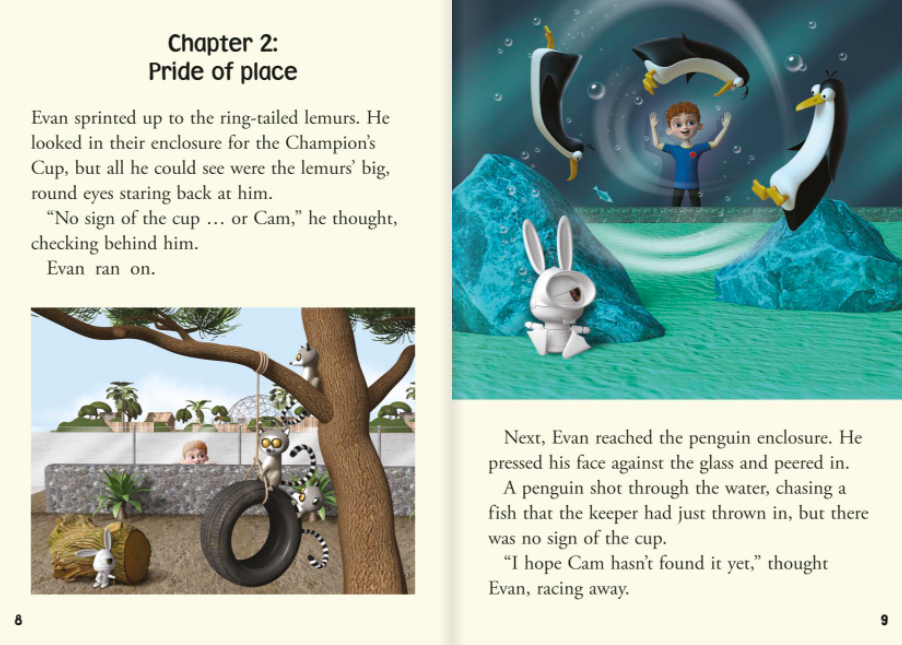 Chapter 2:
Pride of place
Evan sprinted up to the ring-tailed lemurs. He
looked in their enclosure for the Champion’s
Cup, but all he could see were the lemurs’ big,
round eyes staring back at him.
“No sign of the cup … or Cam,” he thought,
checking behind him.
Evan ran on.
8
Next, Evan reached the penguin enclosure. He
pressed his face against the glass and peered in.
A penguin shot through the water, chasing a
fish that the keeper had just thrown in, but there
was no sign of the cup.
“I hope Cam hasn’t found it yet,” thought
Evan, racing away.
9